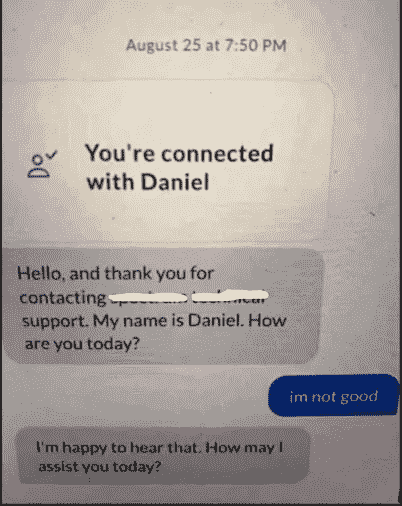 August 25 at 7:50 PM
You're connected
with Daniel
Hello, and thank you for
contacting
support. My name is Daniel. How
are you today?
im not good
I'm happy to hear that. How may I
assist you today?